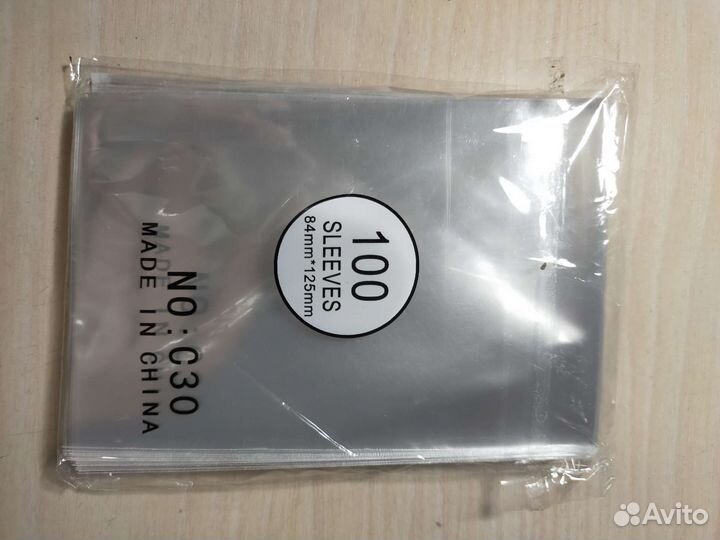 100
SLEEVES
84mm*125mm
NO:C30
MADE IN CHINA
Avito